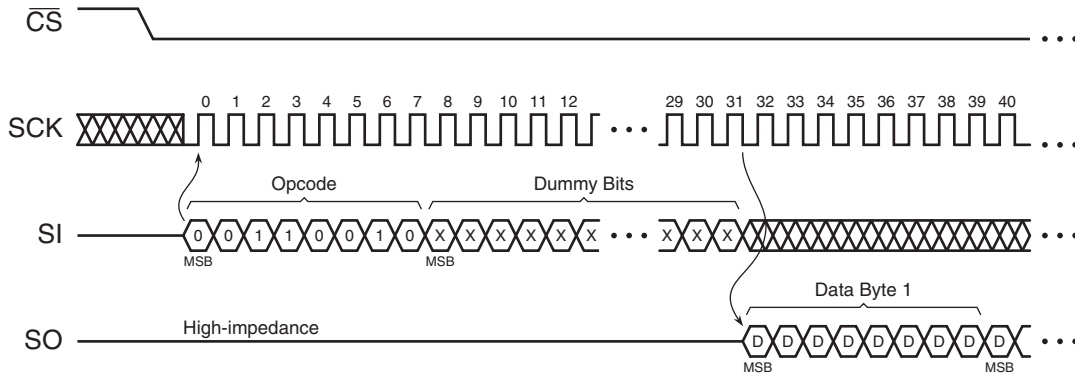 CS
0 1 2 3 4 5 6 7 8 9 10 11 12 29 30 31 32 33 34 35 36 37 38 39 40
SCK
Opcode Dummy Bits
SI 0 0 1 1 0 0 1 0 X X X X X X X X X
MSB MSB
Data Byte 1
High-impedance
SO D D D D D D D D D
MSB MSB